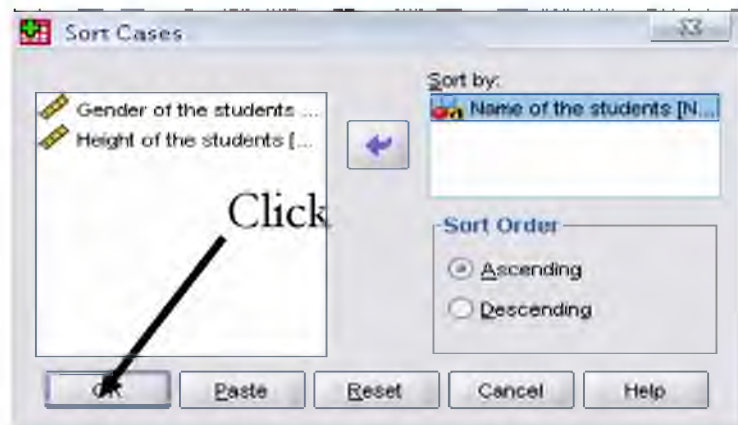 Sort Cases
Sort by:
Gender of the students ...
Height of the students [...
Name of the students [N...
Click
Sort Order
Ascending
Descending
Paste Reset Cancel Help